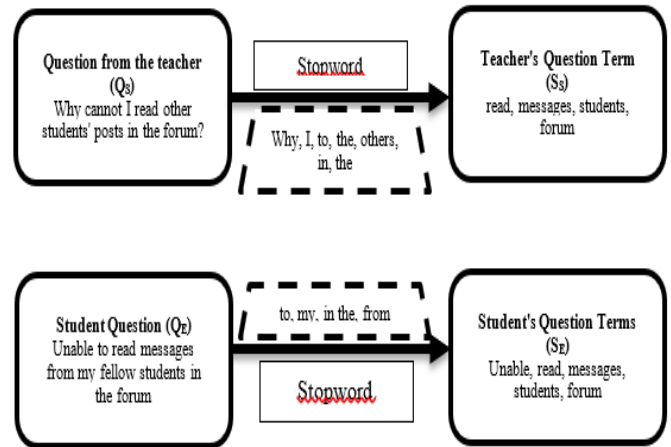 Question from the teacher
(QS)
Why cannot I read other
students' posts in the forum?
Stopword
Why, I, to, the, others,
in, the
Teacher's Question Term
(SS)
read, messages, students,
forum
Student Question (QE)
Unable to read messages
from my fellow students in
the forum
to, my, in the, from
Stopword
Student's Question Terms
(SE)
Unable, read, messages,
students, forum